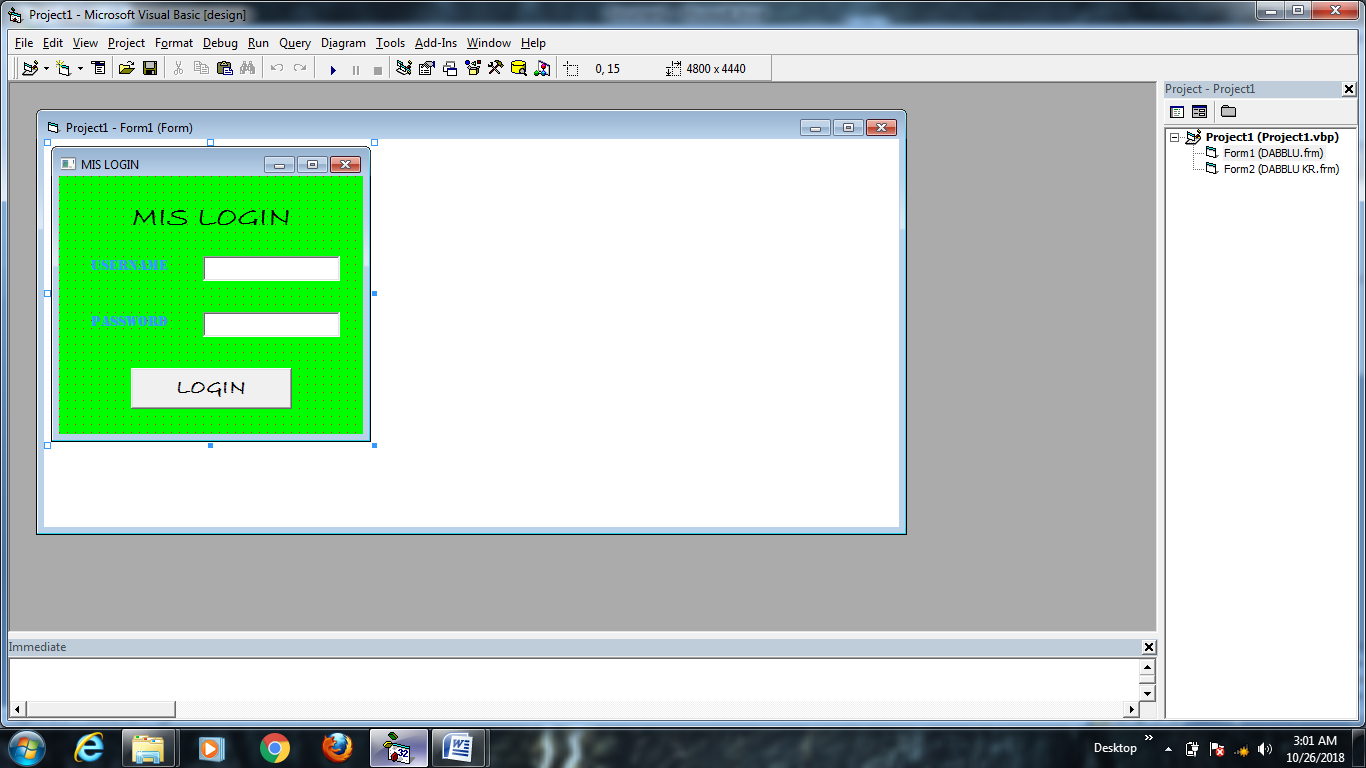 Project1 - Microsoft Visual Basic [design]
File Edit View Project Format Debug Run Query Diagram Tools Add-Ins Window Help
0, 15 4800 x 4440
Project - Project1
Project1 - Form1 (Form)
Project1 (Project1.vbp)
Form1 (DABBLU.frm)
Form2 (DABBLU KR.frm)
MIS LOGIN
MIS LOGIN
USERNAME
PASSWORD
LOGIN
Immediate
32
Desktop
3:01 AM
10/26/2018